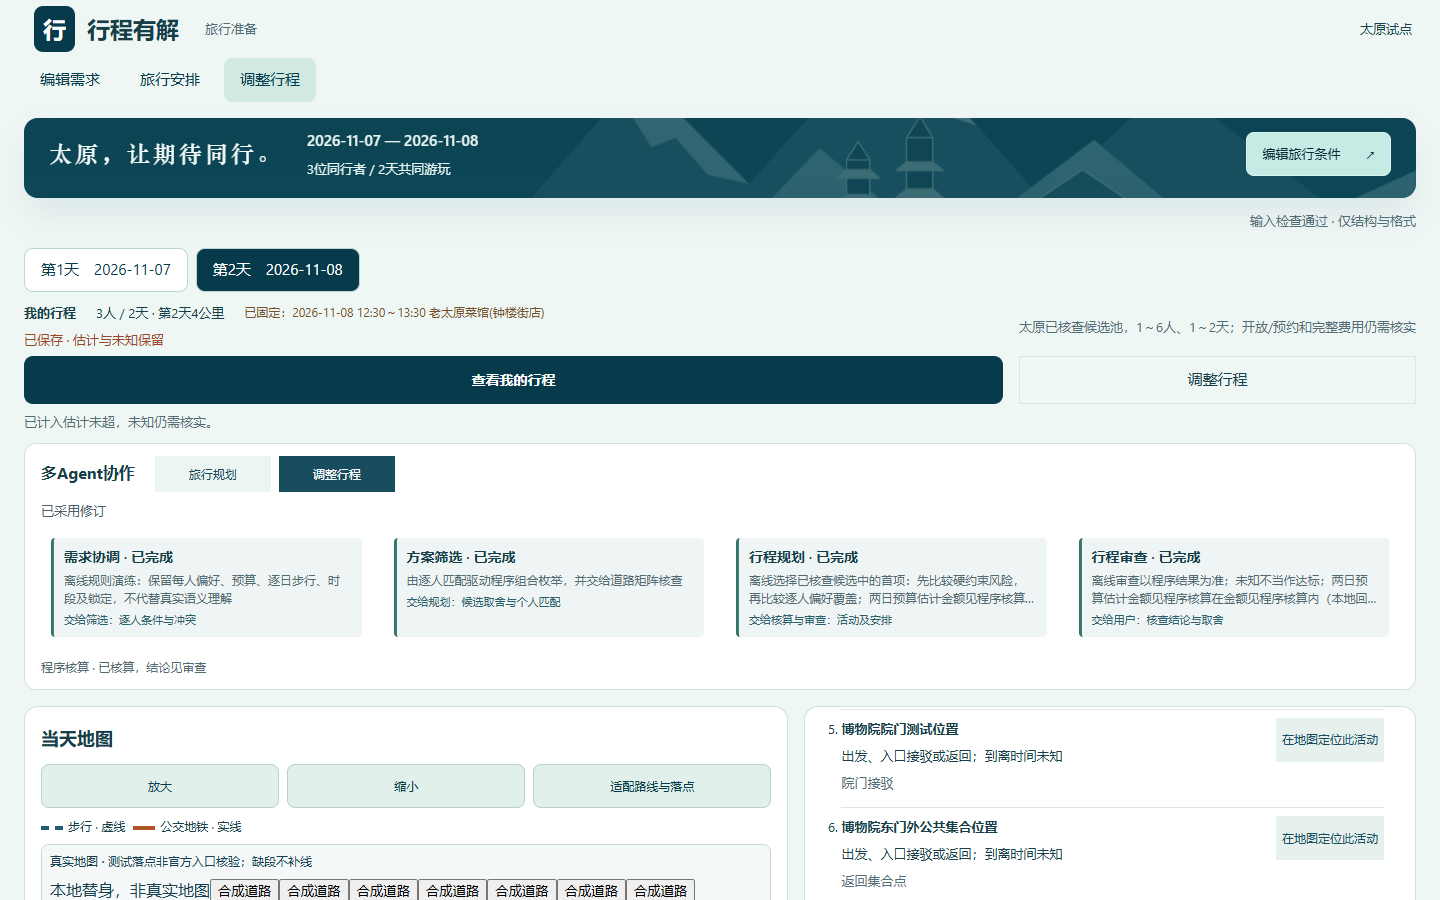 行 行程有解 旅行准备 太原试点
编辑需求 旅行安排 调整行程
太原，让期待同行。
2026-11-07 — 2026-11-08
3位同行者 / 2天共同游玩
编辑旅行条件 ↗
输入检查通过 · 仅结构与格式
第1天 2026-11-07 第2天 2026-11-08
我的行程 3人 / 2天 · 第2天4公里 已固定：2026-11-08 12:30～13:30 老太原菜馆(钟楼街店)
已保存 · 估计与未知保留
太原已核查候选池，1～6人、1～2天；开放/预约和完整费用仍需核实
查看我的行程 调整行程
已计入估计未超，未知仍需核实。
多Agent协作 旅行规划 调整行程
已采用修订
需求协调 · 已完成
离线规则演练：保留每人偏好、预算、逐日步行、时
段及锁定，不代替真实语义理解
交给筛选：逐人条件与冲突
方案筛选 · 已完成
由逐人匹配驱动程序组合枚举，并交给道路矩阵核查
交给规划：候选取舍与个人匹配
行程规划 · 已完成
离线选择已核查候选中的首项：先比较硬约束风险，
再比较逐人偏好覆盖；两日预算估计金额见程序核算...
交给核算与审查：活动及安排
行程审查 · 已完成
离线审查以程序结果为准；未知不当作达标；两日预
算估计金额见程序核算在金额见程序核算内（本地回...
交给用户：核查结论与取舍
程序核算 · 已核算，结论见审查
当天地图
放大 缩小 适配路线与落点
步行 · 虚线 公交地铁 · 实线
真实地图 · 测试落点非官方入口核验；缺段不补线
本地替身，非真实地图 合成道路 合成道路 合成道路 合成道路 合成道路 合成道路 合成道路
5. 博物院院门测试位置
在地图定位此活动
出发、入口接驳或返回；到离时间未知
院门接驳
6. 博物院东门外公共集合位置
在地图定位此活动
出发、入口接驳或返回；到离时间未知
返回集合点